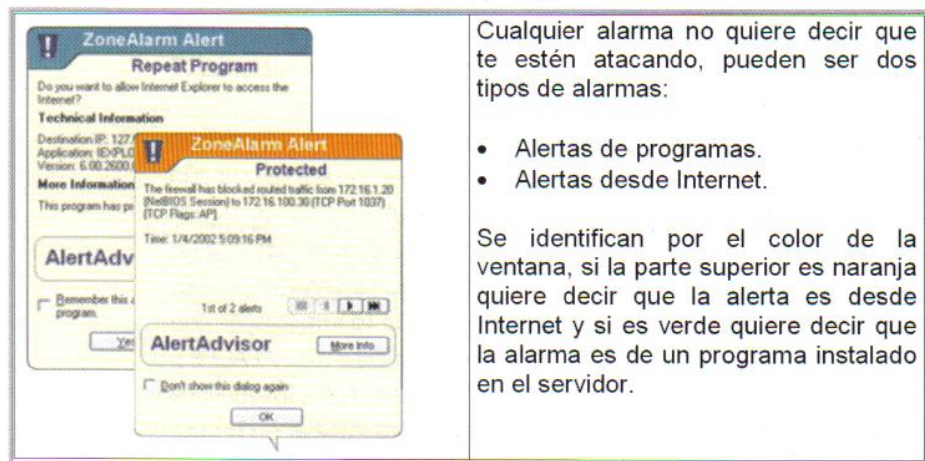 ZoneAlarm Alert
Repeat Program
Do you want to allow Internet Explorer to access the
Internet?
Technical Information
Destination IP: 127.
Application: IEXPLO
Version: 6.00.2600.
More Information
This program has
AlertAdv
Remember this
program.
Yes
ZoneAlarm Alert
Protected
The firewall has blocked routed traffic from 172.16.1.20
(NetBIOS Session) to 172.16.100.30 (TCP Port 1037)
[TCP Flags: AP].
Time: 1/4/2002 5:09:16 PM
1st of 2 alerts
AlertAdvisor
More Info
Don't show this dialog again
OK
Cualquier alarma no quiere decir que
te estén atacando, pueden ser dos
tipos de alarmas:
• Alertas de programas.
• Alertas desde Internet.
Se identifican por el color de la
ventana, si la parte superior es naranja
quiere decir que la alerta es desde
Internet y si es verde quiere decir que
la alarma es de un programa instalado
en el servidor.